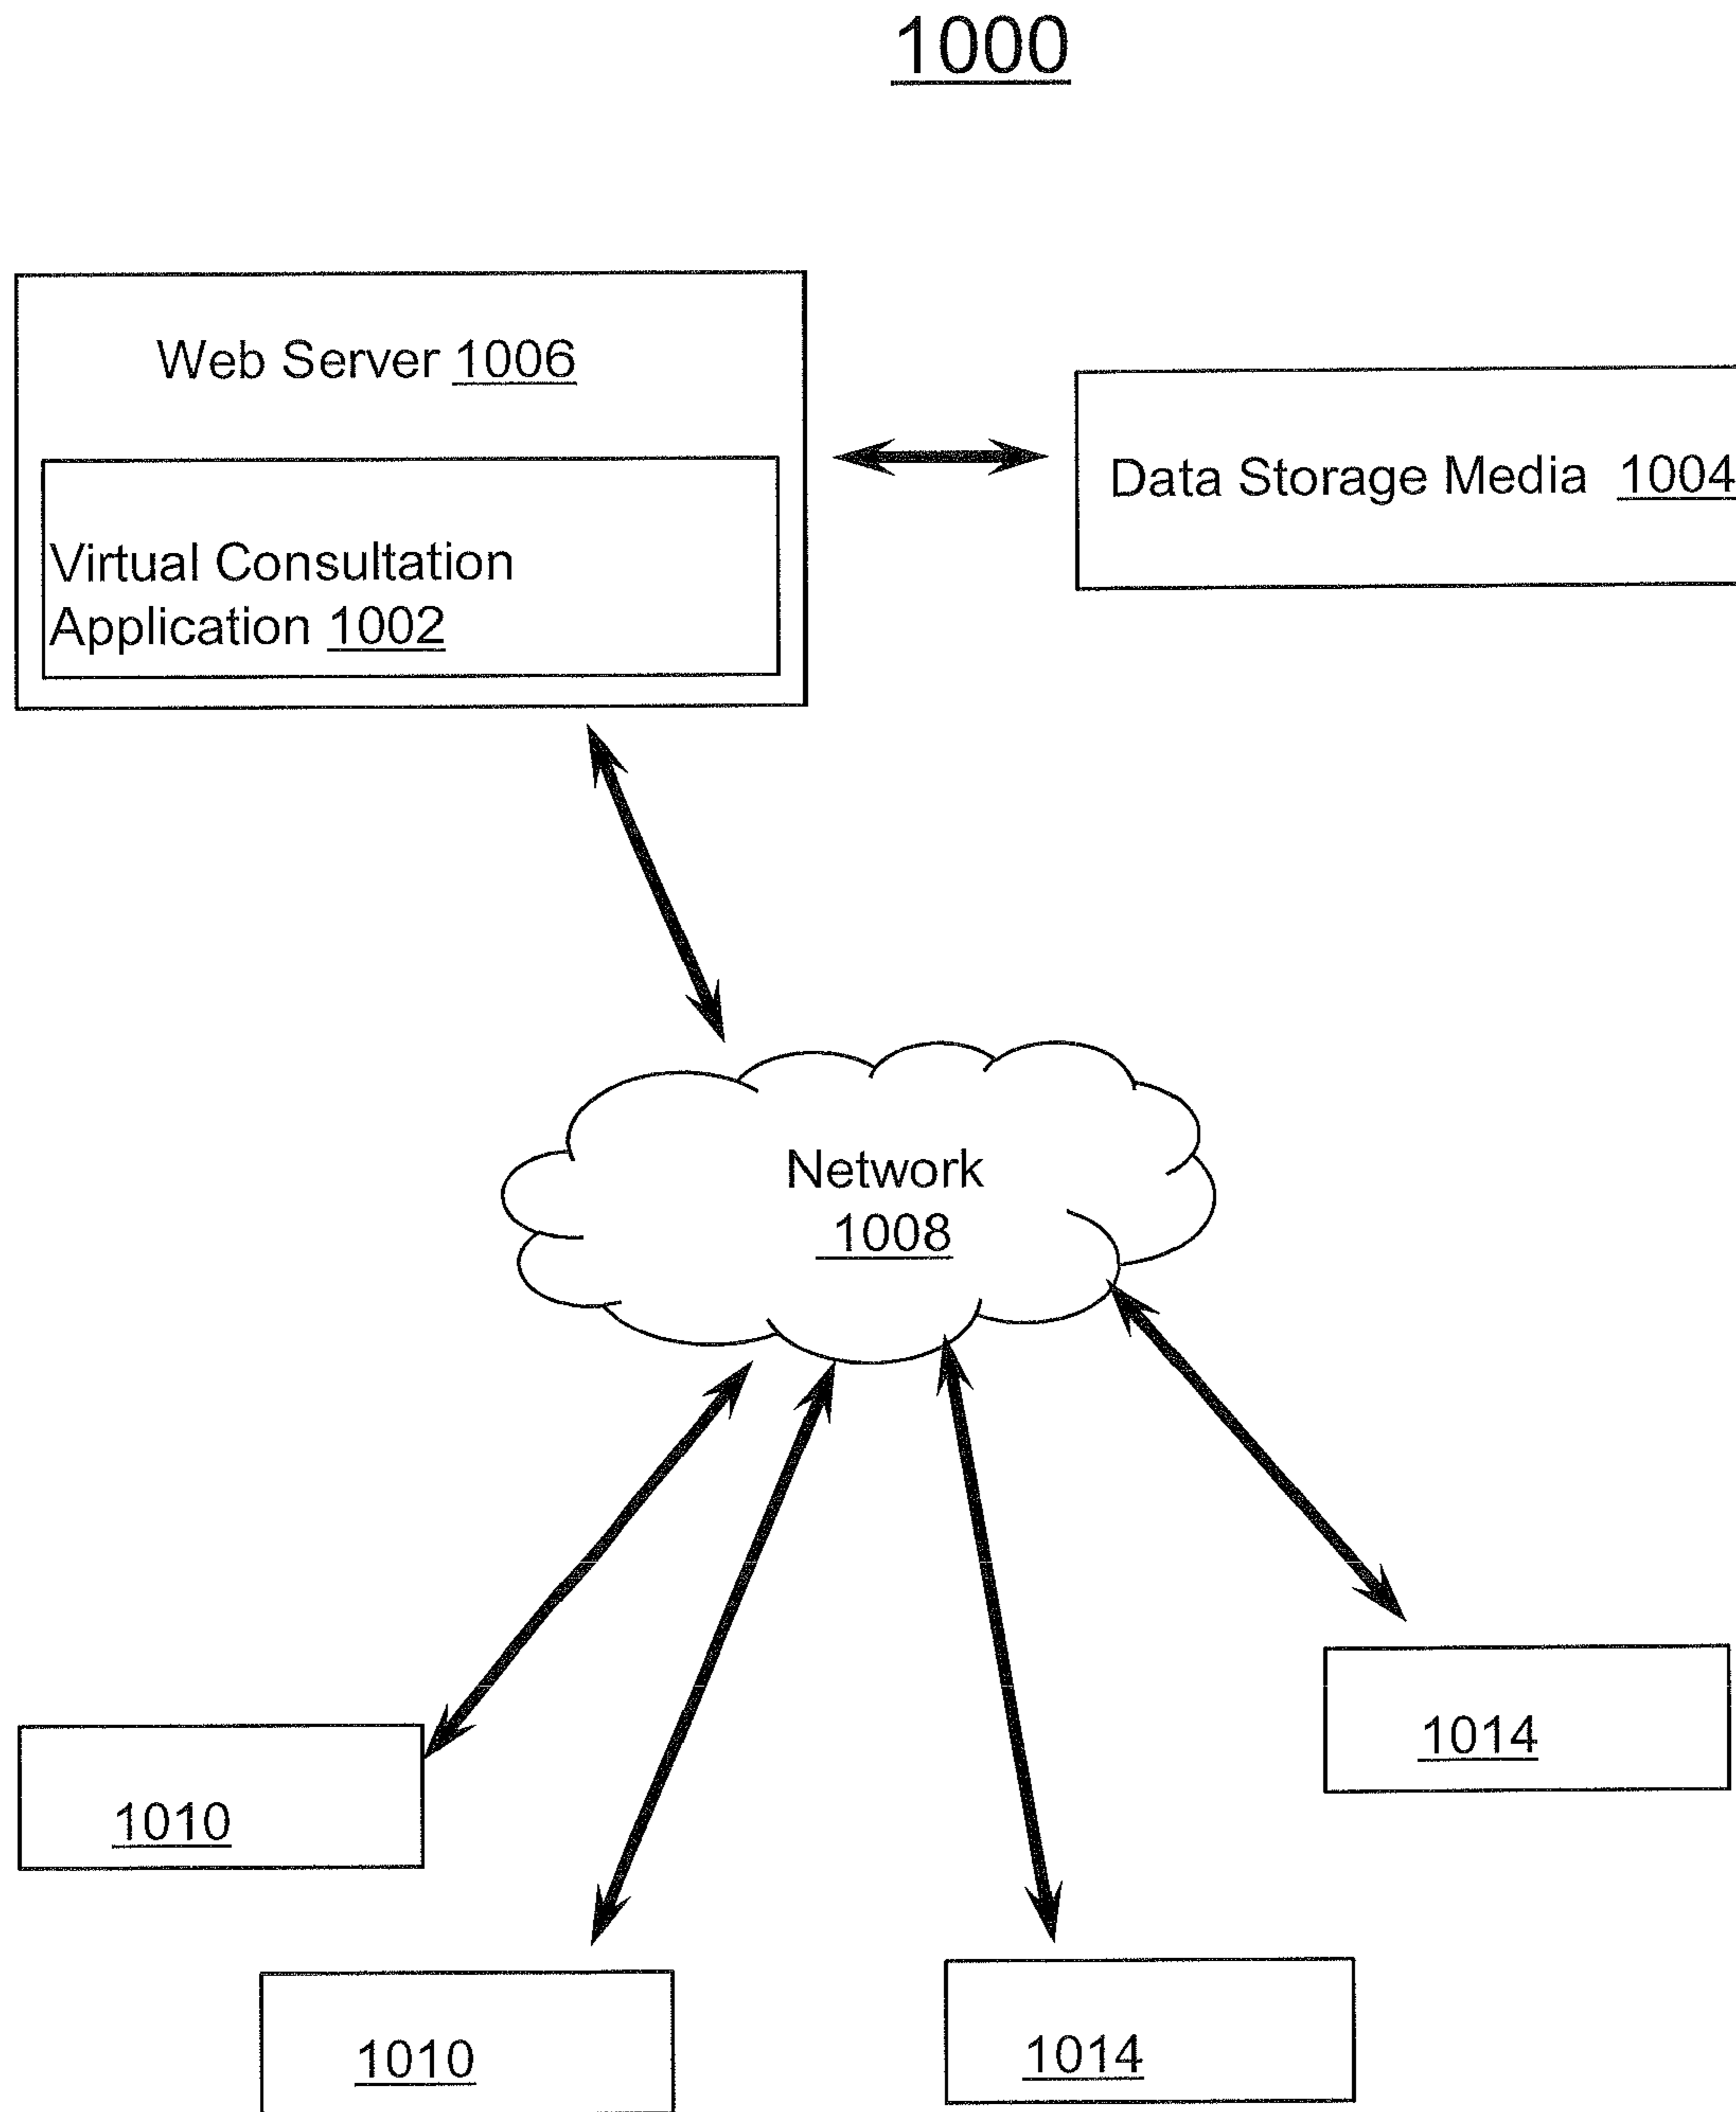 1000
Web Server 1006
Data Storage Media 1004
Virtual Consultation
Application 1002
Network
1008
1014
1010
1010
1014